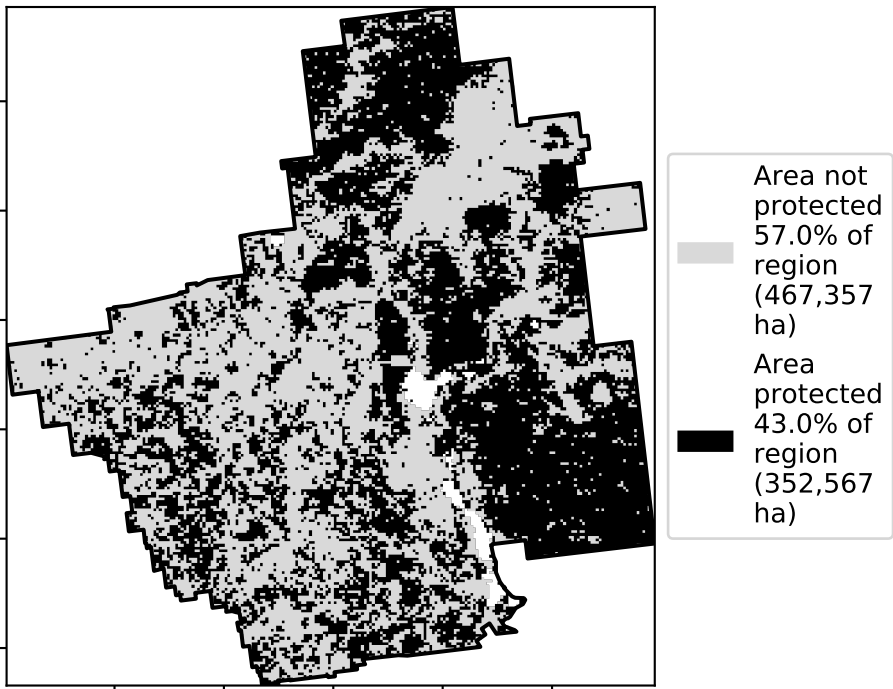 Area not
protected
57.0% of
region
(467,357
ha)
Area
protected
43.0% of
region
(352,567
ha)